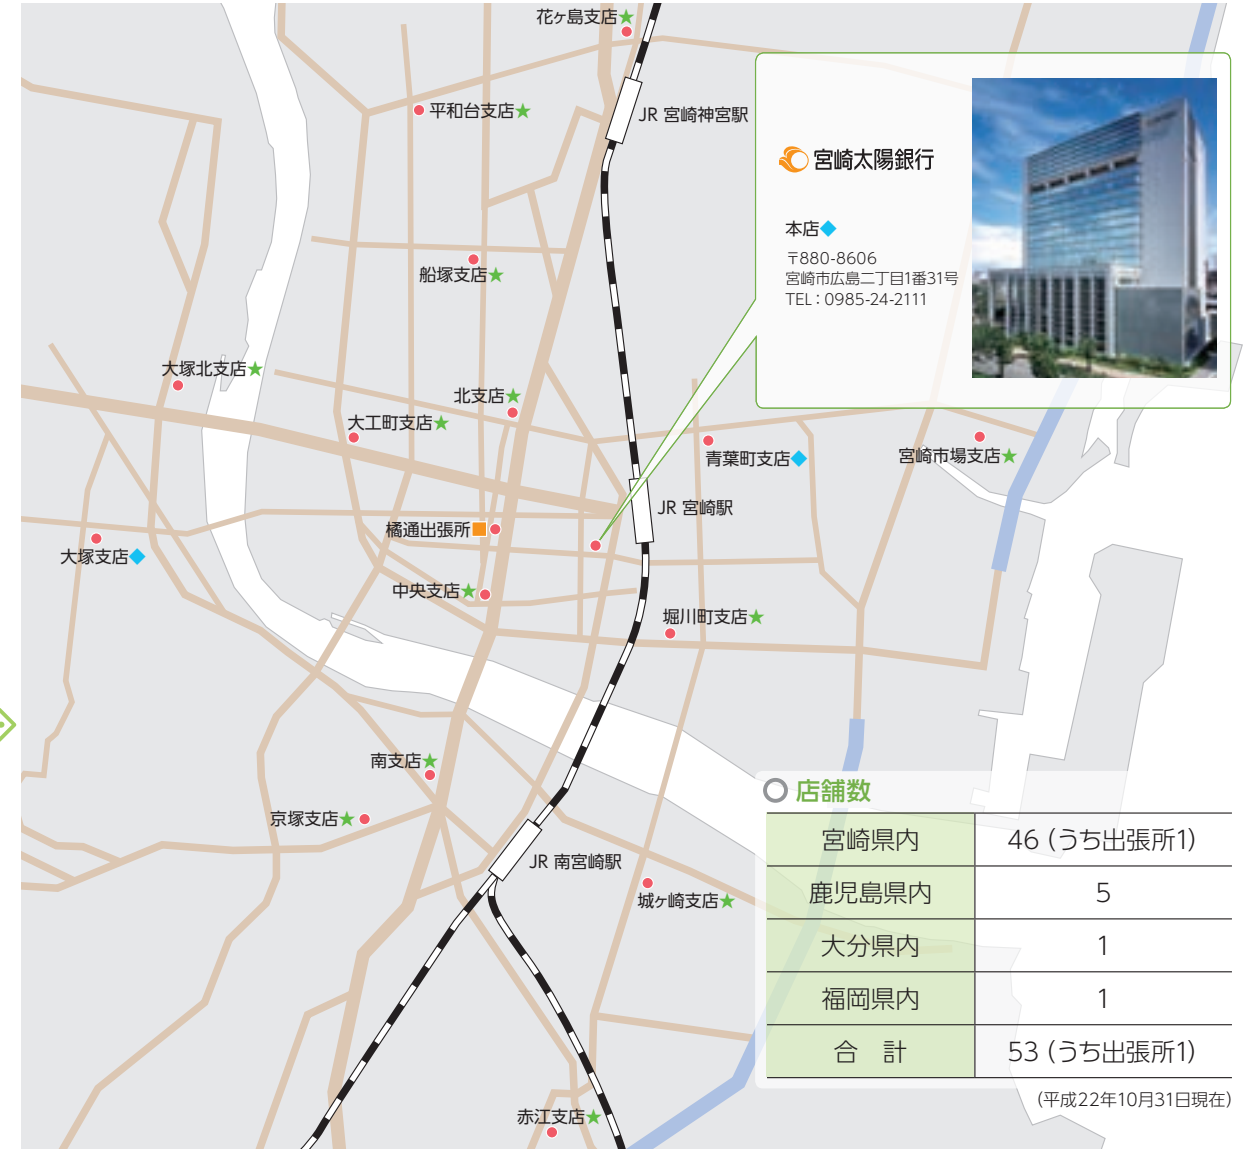 花ヶ島支店★
平和台支店★
JR 宮崎神宮駅
宮崎太陽銀行
本店◆
〒880-8606
宮崎市広島二丁目1番31号
TEL：0985-24-2111
船塚支店★
大塚北支店★
北支店★
大工町支店★
青葉町支店◆
宮崎市場支店★
JR 宮崎駅
橘通出張所■
大塚支店◆
中央支店★
堀川町支店★
南支店★
京塚支店★
JR 南宮崎駅
城ヶ崎支店★
赤江支店★
店舗数
宮崎県内 46（うち出張所1）
鹿児島県内 5
大分県内 1
福岡県内 1
合 計 53（うち出張所1）
（平成22年10月31日現在）